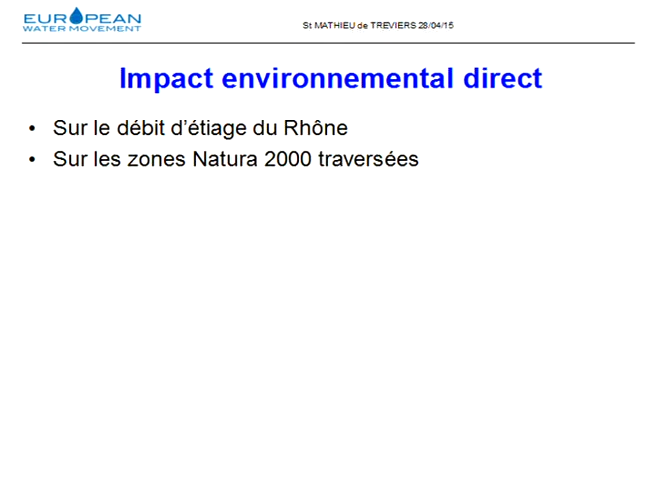 EUROPEAN
WATER MOVEMENT
St MATHIEU de TREVIERS 28/04/15
Impact environnemental direct
• Sur le débit d’étiage du Rhône
• Sur les zones Natura 2000 traversées